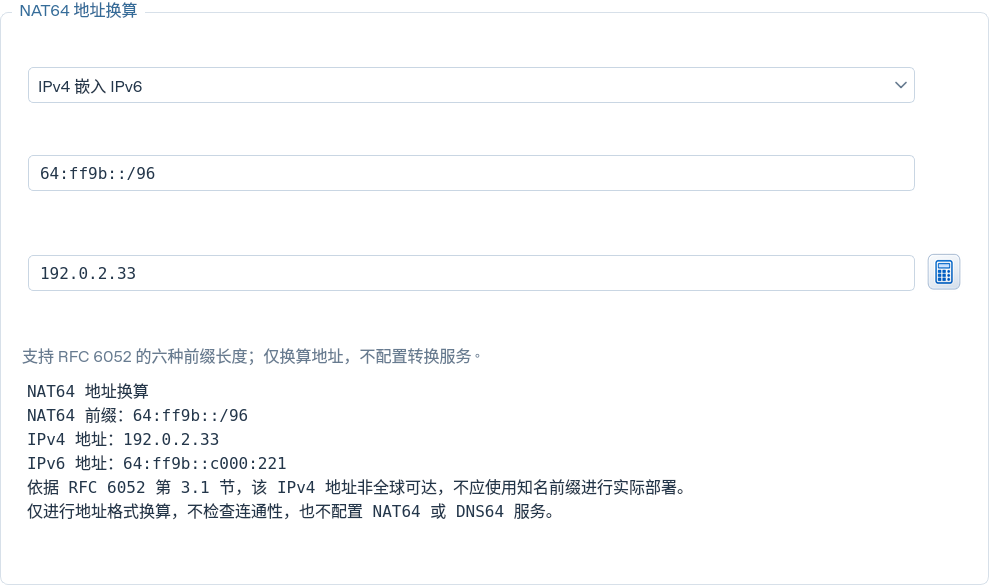 NAT64 地址换算
IPv4 嵌入 IPv6
64:ff9b::/96
192.0.2.33
支持 RFC 6052 的六种前缀长度；仅换算地址，不配置转换服务。
NAT64 地址换算
NAT64 前缀：64:ff9b::/96
IPv4 地址：192.0.2.33
IPv6 地址：64:ff9b::c000:221
依据 RFC 6052 第 3.1 节，该 IPv4 地址非全球可达，不应使用知名前缀进行实际部署。
仅进行地址格式换算，不检查连通性，也不配置 NAT64 或 DNS64 服务。